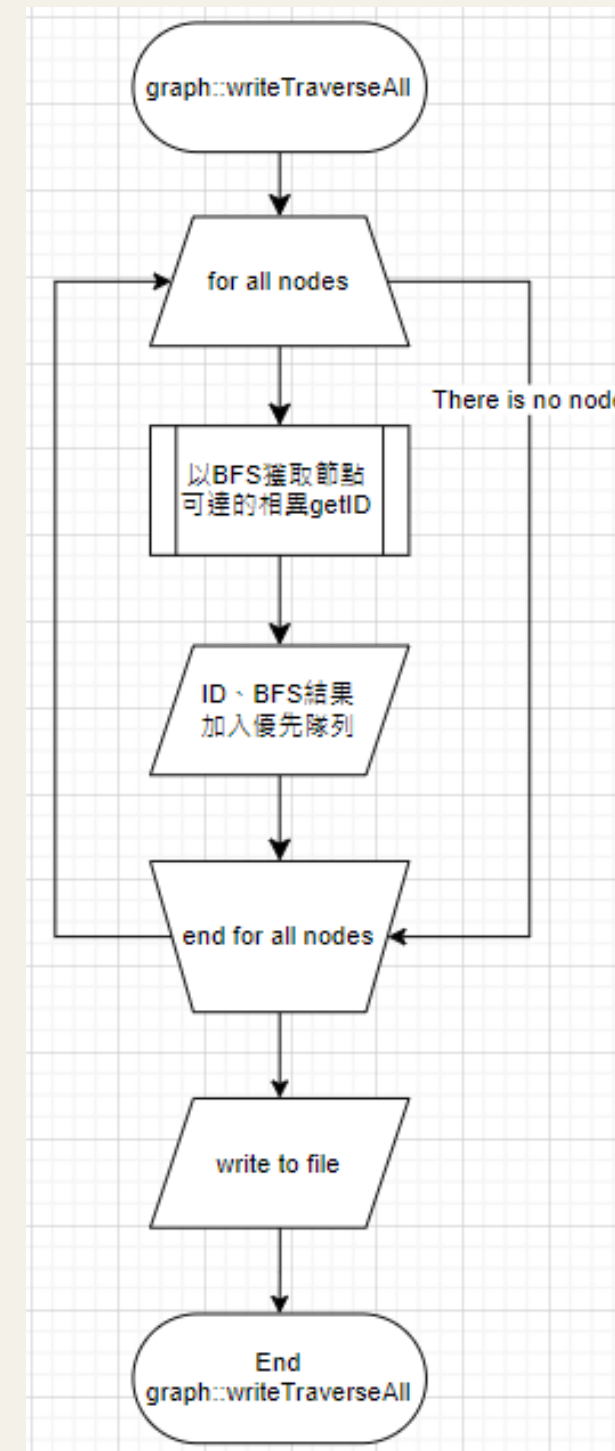 graph::writeTraverseAll
for all nodes
There is no node
以BFS獲取節點
可達的相異getID
ID、BFS結果
加入優先隊列
end for all nodes
write to file
End
graph::writeTraverseAll